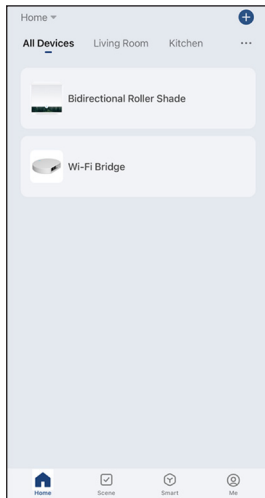 Home
All Devices Living Room Kitchen ...
Bidirectional Roller Shade
Wi-Fi Bridge
Home Scene Smart Me